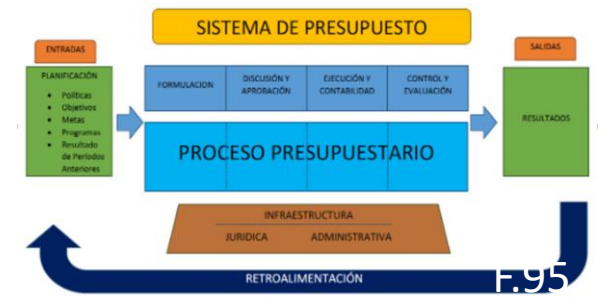 SISTEMA DE PRESUPUESTO
ENTRADAS
PLANIFICACIÓN
• Políticas
• Objetivos
• Metas
• Programas
• Resultado
de Períodos
Anteriores
FORMULACION
DISCUSIÓN Y
APROBACIÓN
EJECUCIÓN Y
CONTABILIDAD
CONTROL Y
EVALUACIÓN
PROCESO PRESUPUESTARIO
SALIDAS
RESULTADOS
INFRAESTRUCTURA
JURIDICA ADMINISTRATIVA
RETROALIMENTACIÓN
F.95